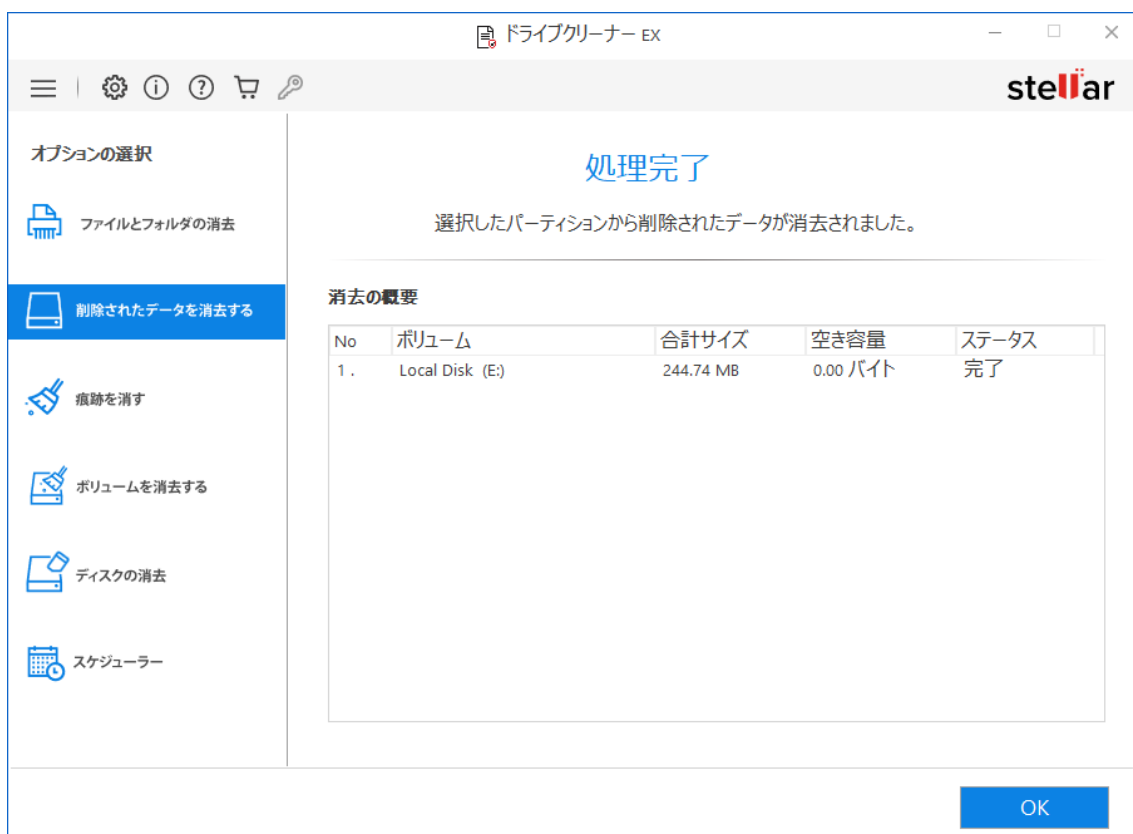 ドライブクリーナー EX
stellar
オプションの選択
ファイルとフォルダの消去
削除されたデータを消去する
痕跡を消す
ボリュームを消去する
ディスクの消去
スケジューラー
処理完了
選択したパーティションから削除されたデータが消去されました。
消去の概要
No ボリューム 合計サイズ 空き容量 ステータス
1 . Local Disk (E:) 244.74 MB 0.00 バイト 完了
OK